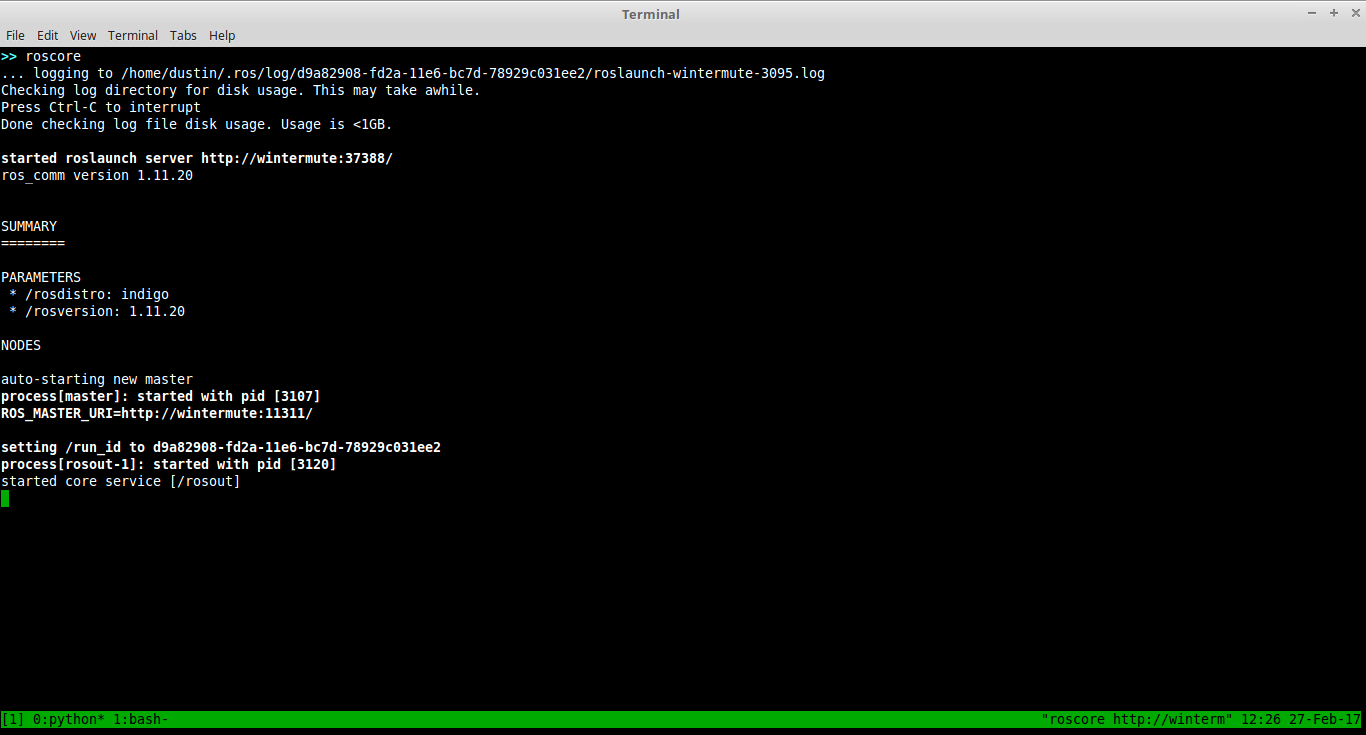 Terminal
File Edit View Terminal Tabs Help
>> roscore
... logging to /home/dustin/.ros/log/d9a82908-fd2a-11e6-bc7d-78929c031ee2/roslaunch-wintermute-3095.log
Checking log directory for disk usage. This may take awhile.
Press Ctrl-C to interrupt
Done checking log file disk usage. Usage is <1GB.
started roslaunch server http://wintermute:37388/
ros_comm version 1.11.20
SUMMARY
========
PARAMETERS
 * /rosdistro: indigo
 * /rosversion: 1.11.20
NODES
auto-starting new master
process[master]: started with pid [3107]
ROS_MASTER_URI=http://wintermute:11311/
setting /run_id to d9a82908-fd2a-11e6-bc7d-78929c031ee2
process[rosout-1]: started with pid [3120]
started core service [/rosout]
[1] 0:python* 1:bash- "roscore http://winterm" 12:26 27-Feb-17